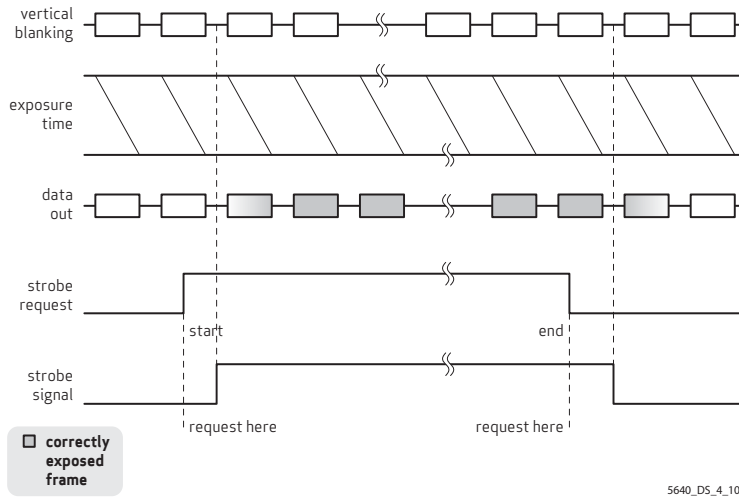 vertical
blanking
exposure
time
data
out
strobe
request
start
end
strobe
signal
request here
request here
correctly
exposed
frame
5640_DS_4_10